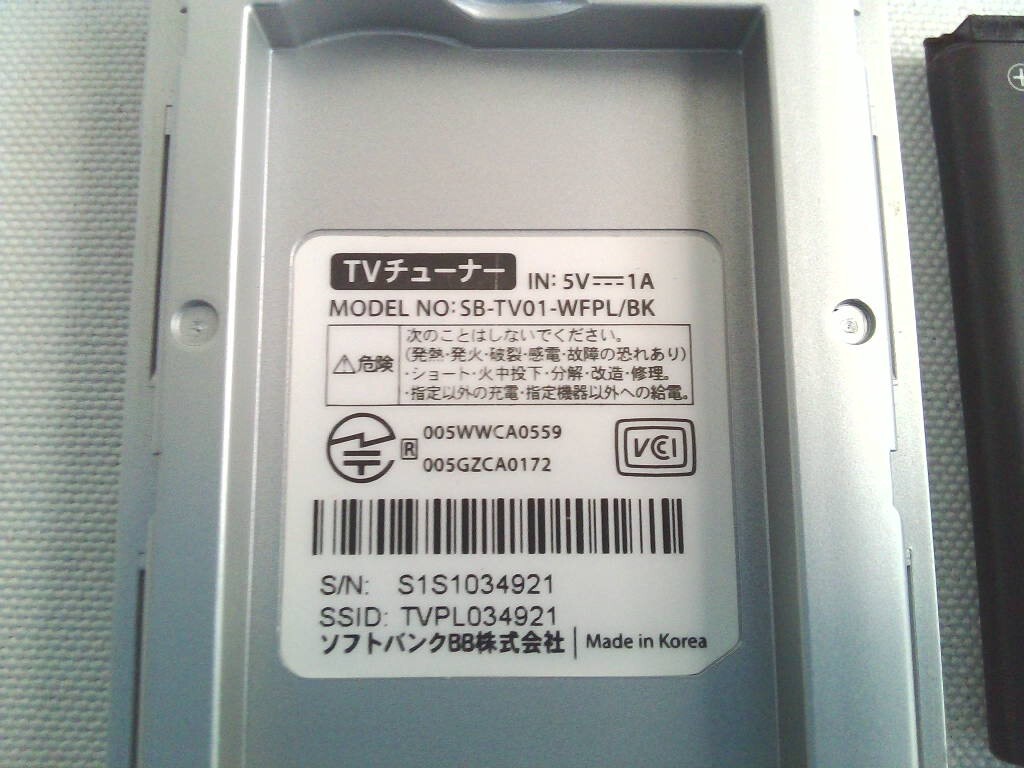 TVチューナー IN: 5V⎓1A
MODEL NO: SB-TV01-WFPL/BK
⚠危険
次のことはしないでください。
(発熱・発火・破裂・感電・故障の恐れあり)
・ショート・火中投下・分解・改造・修理。
・指定以外の充電・指定機器以外への給電。
R 005WWCA0559
005GZCA0172
VCCI
S/N: S1S1034921
SSID: TVPL034921
ソフトバンクBB株式会社 | Made in Korea
+